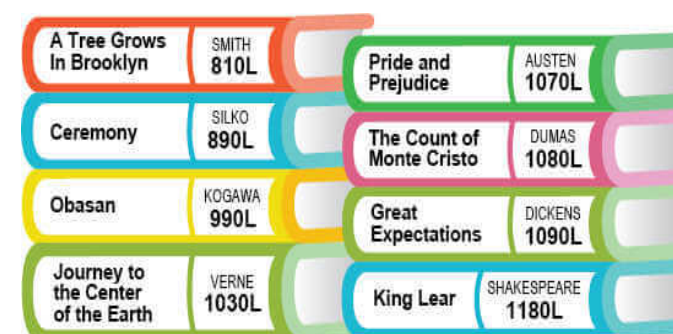 A Tree Grows
In Brooklyn
SMITH
810L
Ceremony
SILKO
890L
Obasan
KOGAWA
990L
Journey to
the Center
of the Earth
VERNE
1030L
Pride and
Prejudice
AUSTEN
1070L
The Count of
Monte Cristo
DUMAS
1080L
Great
Expectations
DICKENS
1090L
King Lear
SHAKESPEARE
1180L